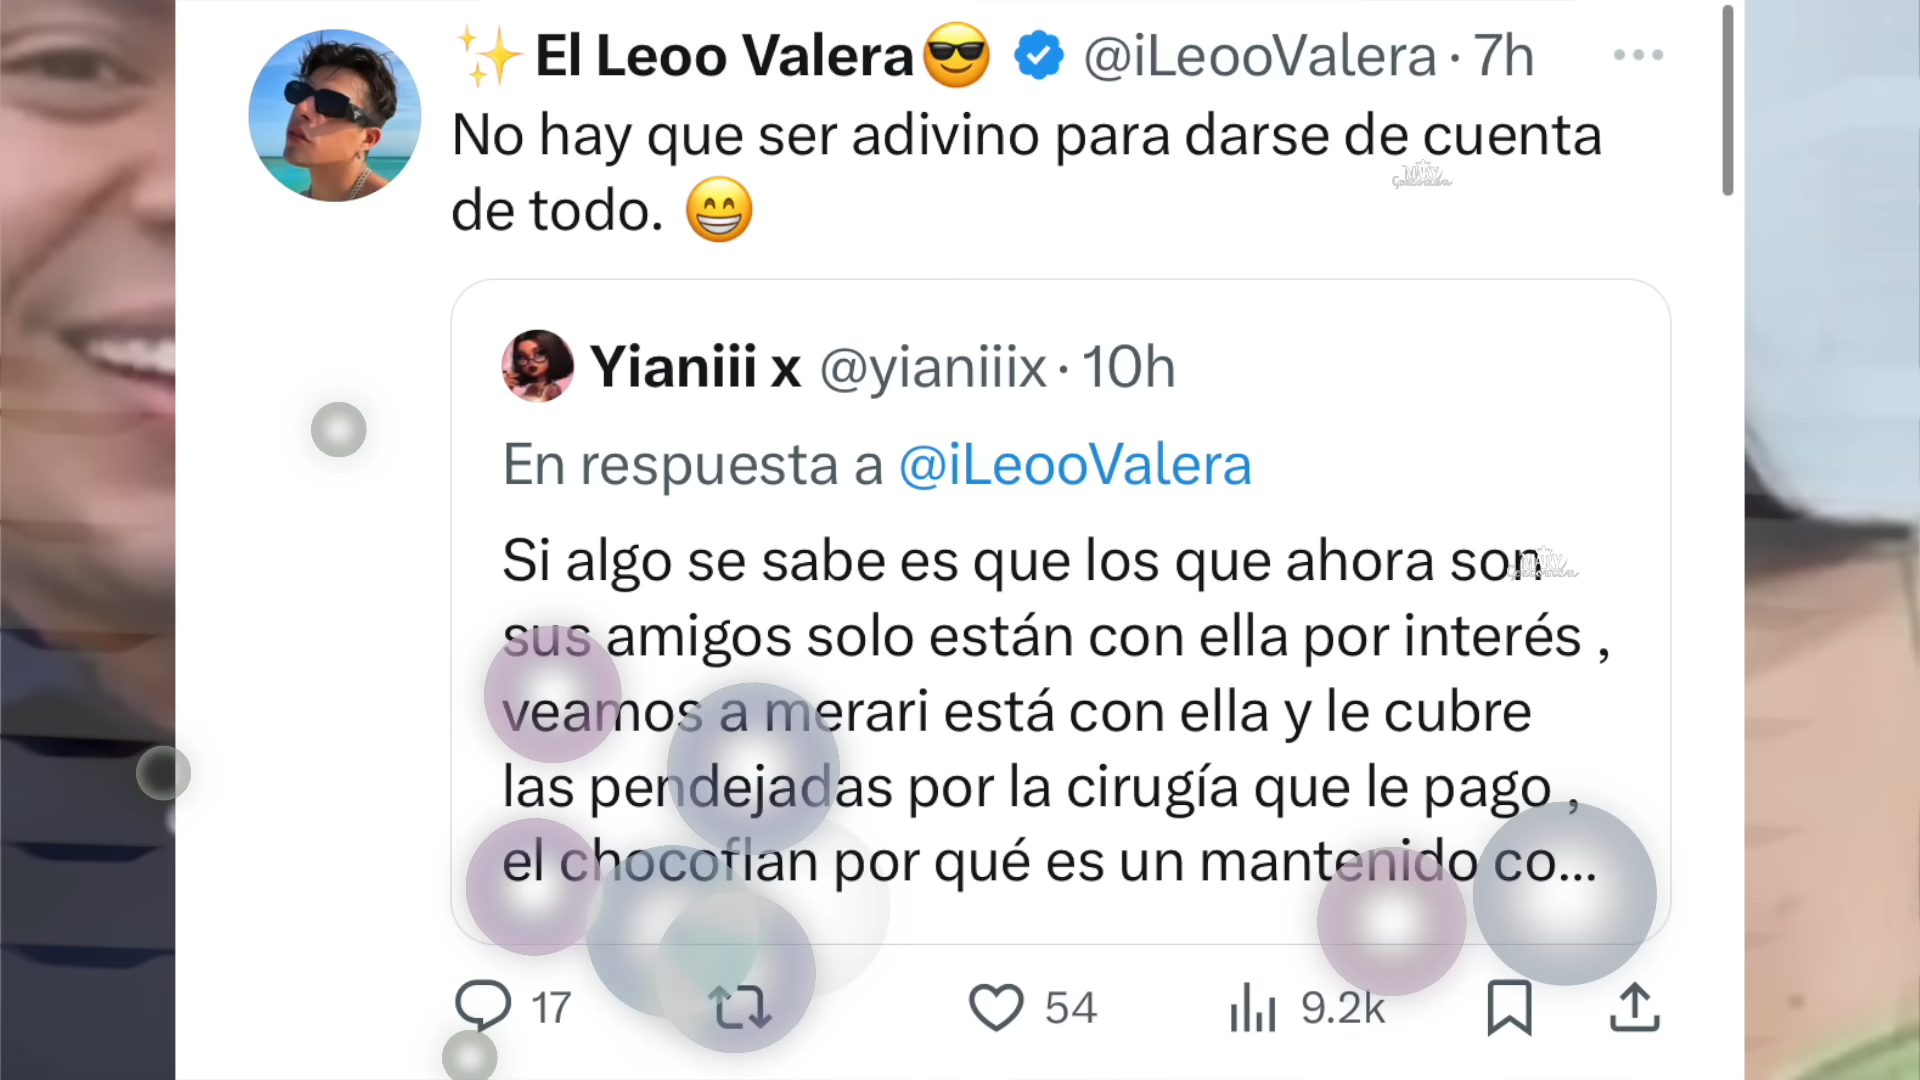 ✨El Leoo Valera😎 @iLeooValera · 7h
No hay que ser adivino para darse de cuenta
de todo. 😁
Yianiii x @yianiiix · 10h
En respuesta a @iLeooValera
Si algo se sabe es que los que ahora son
sus amigos solo están con ella por interés ,
veamos a merari está con ella y le cubre
las pendejadas por la cirugía que le pago ,
el chocoflan por qué es un mantenido co...
17 54 9.2k